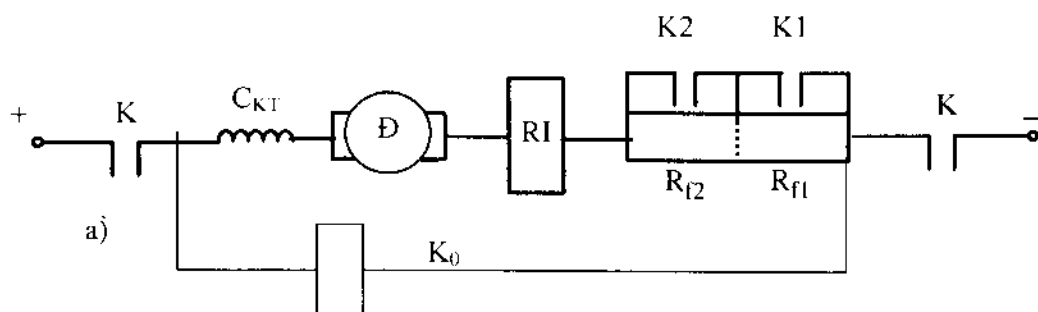 K2 K1
+ K C_KT Đ RI K −
R_f2 R_f1
a) K_0